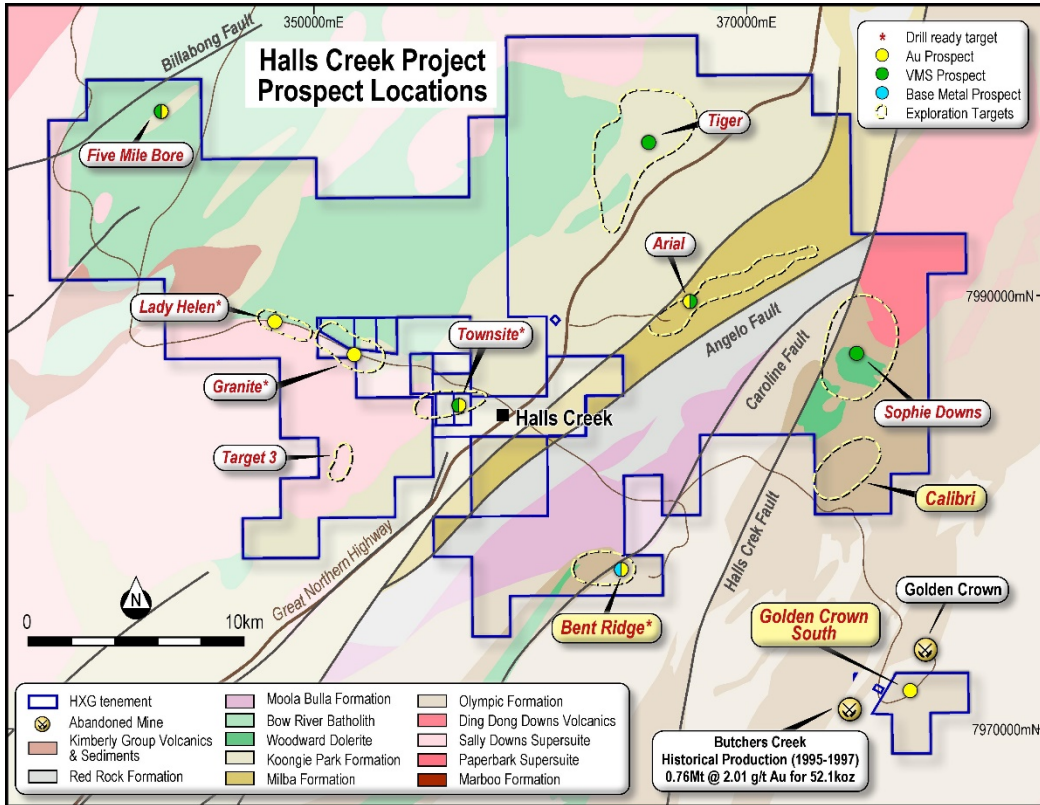 350000mE
370000mE
Billabong Fault
Halls Creek Project
Prospect Locations
* Drill ready target
Au Prospect
VMS Prospect
Base Metal Prospect
Exploration Targets
Five Mile Bore
Tiger
Arial
7990000mN
Lady Helen*
Townsite*
Angelo Fault
Caroline Fault
Granite*
Halls Creek
Sophie Downs
Target 3
Calibri
Great Northern Highway
Halls Crek Fault
N
0
10km
Bent Ridge*
Golden Crown
Golden Crown
South
HXG tenement
Abandoned Mine
Kimberly Group Volcanics
& Sediments
Red Rock Formation
Moola Bulla Formation
Bow River Batholith
Woodward Dolerite
Koongie Park Formation
Milba Formation
Olympic Formation
Ding Dong Downs Volcanics
Sally Downs Supersuite
Paperbark Supersuite
Marboo Formation
7970000mN
Butchers Creek
Historical Production (1995-1997)
0.76Mt @ 2.01 g/t Au for 52.1koz